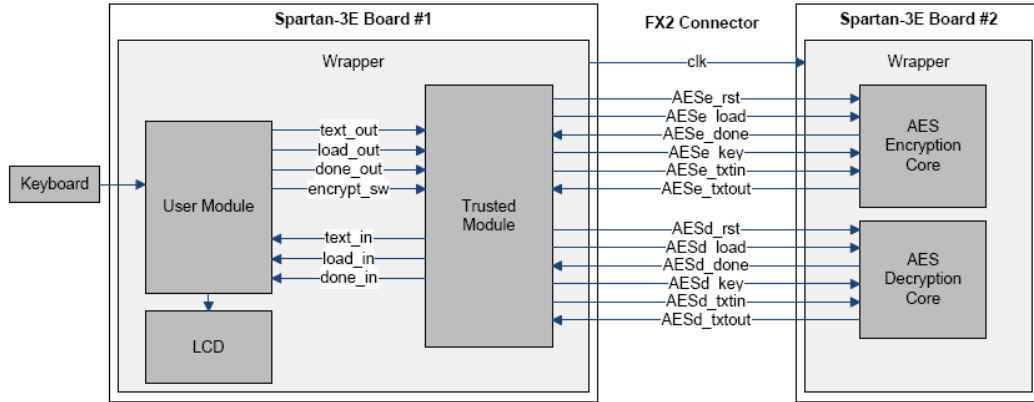 Spartan-3E Board #1
FX2 Connector
Spartan-3E Board #2
Wrapper
clk
Wrapper
Keyboard
User Module
LCD
text_out
load_out
done_out
encrypt_sw
text_in
load_in
done_in
Trusted
Module
AESe_rst
AESe_load
AESe_done
AESe_key
AESe_txtin
AESe_txtout
AESd_rst
AESd_load
AESd_done
AESd_key
AESd_txtin
AESd_txtout
AES
Encryption
Core
AES
Decryption
Core